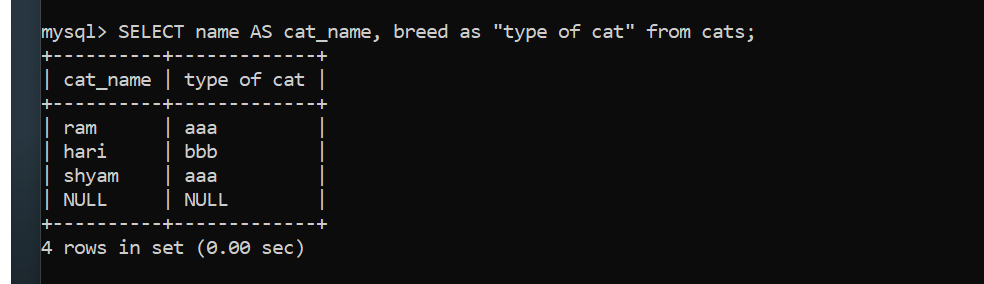 mysql> SELECT name AS cat_name, breed as "type of cat" from cats;
+----------+-------------+
| cat_name | type of cat |
+----------+-------------+
| ram      | aaa         |
| hari     | bbb         |
| shyam    | aaa         |
| NULL     | NULL        |
+----------+-------------+
4 rows in set (0.00 sec)